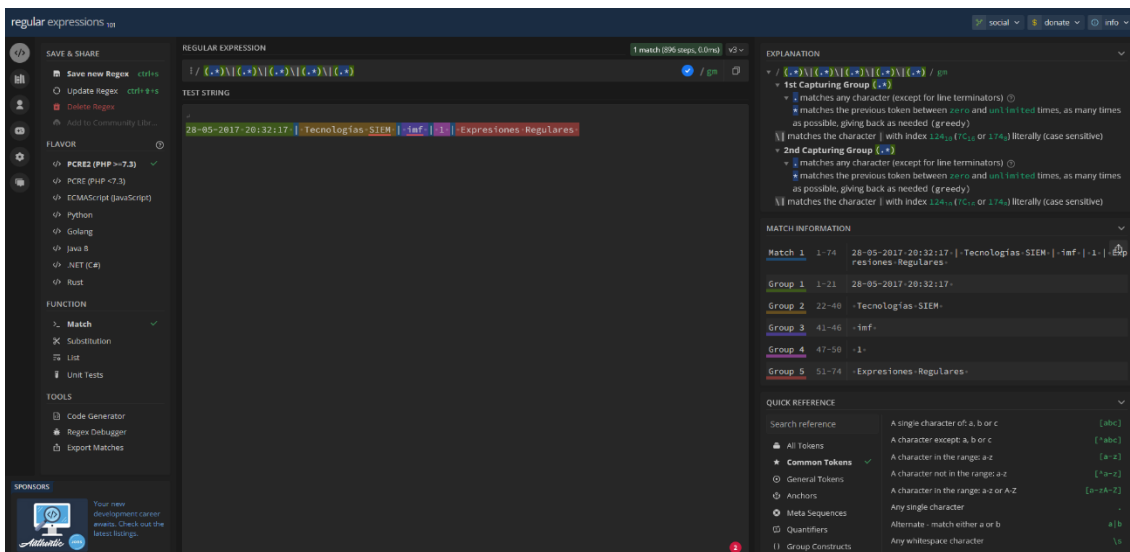 regular expressions 101
social
$ donate
info
SAVE & SHARE
Save new Regex ctrl+s
Update Regex ctrl+⇧+s
Delete Regex
Add to Community Libr...
FLAVOR
</> PCRE2 (PHP >=7.3)
</> PCRE (PHP <7.3)
</> ECMAScript (JavaScript)
</> Python
</> Golang
</> Java 8
</> .NET (C#)
</> Rust
FUNCTION
>_ Match
Substitution
List
Unit Tests
TOOLS
Code Generator
Regex Debugger
Export Matches
SPONSORS
Your new
development career
awaits. Check out the
latest listings.
Authentic
REGULAR EXPRESSION
1 match (896 steps, 0.0ms) v3
/ (.*)\|(.*)\|(.*)\|(.*)\|(.*) / gm
TEST STRING
28-05-2017·20:32:17·|·Tecnologías·SIEM·|·imf·|·1·|·Expresiones·Regulares·
2
EXPLANATION
/ (.*)\|(.*)\|(.*)\|(.*)\|(.*) / gm
1st Capturing Group (.*)
. matches any character (except for line terminators)
* matches the previous token between zero and unlimited times, as many times
as possible, giving back as needed (greedy)
\| matches the character | with index 124₁₀ (7C₁₆ or 174₈) literally (case sensitive)
2nd Capturing Group (.*)
. matches any character (except for line terminators)
* matches the previous token between zero and unlimited times, as many times
as possible, giving back as needed (greedy)
\| matches the character | with index 124₁₀ (7C₁₆ or 174₈) literally (case sensitive)
MATCH INFORMATION
Match 1 1-74 28-05-2017·20:32:17·|·Tecnologías·SIEM·|·imf·|·1·|·Exp
resiones·Regulares·
Group 1 1-21 28-05-2017·20:32:17·
Group 2 22-40 ·Tecnologías·SIEM·
Group 3 41-46 ·imf·
Group 4 47-50 ·1·
Group 5 51-74 ·Expresiones·Regulares·
QUICK REFERENCE
Search reference
All Tokens
Common Tokens
General Tokens
Anchors
Meta Sequences
Quantifiers
Group Constructs
A single character of: a, b or c [abc]
A character except: a, b or c [^abc]
A character in the range: a-z [a-z]
A character not in the range: a-z [^a-z]
A character in the range: a-z or A-Z [a-zA-Z]
Any single character .
Alternate - match either a or b a|b
Any whitespace character \s